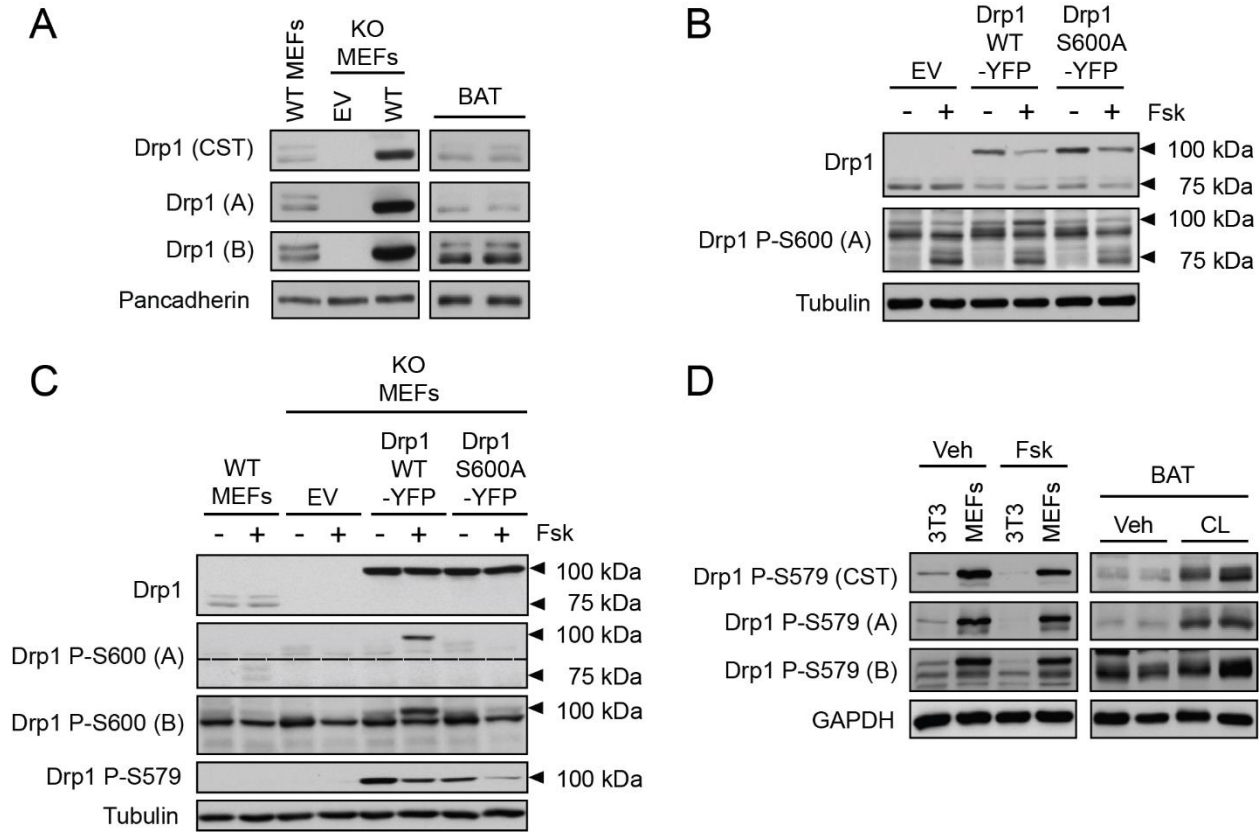 A
WT MEFs
KO
MEFs
EV
WT
BAT
Drp1 (CST)
Drp1 (A)
Drp1 (B)
Pancadherin
B
EV
Drp1
WT
-YFP
Drp1
S600A
-YFP
- + - + - + Fsk
Drp1
100 kDa
75 kDa
Drp1 P-S600 (A)
100 kDa
75 kDa
Tubulin
C
KO
MEFs
WT
MEFs
EV
Drp1
WT
-YFP
Drp1
S600A
-YFP
- + - + - + - + Fsk
Drp1
100 kDa
75 kDa
Drp1 P-S600 (A)
100 kDa
75 kDa
Drp1 P-S600 (B)
100 kDa
Drp1 P-S579
100 kDa
Tubulin
D
Veh Fsk
3T3 MEFs 3T3 MEFs
BAT
Veh CL
Drp1 P-S579 (CST)
Drp1 P-S579 (A)
Drp1 P-S579 (B)
GAPDH